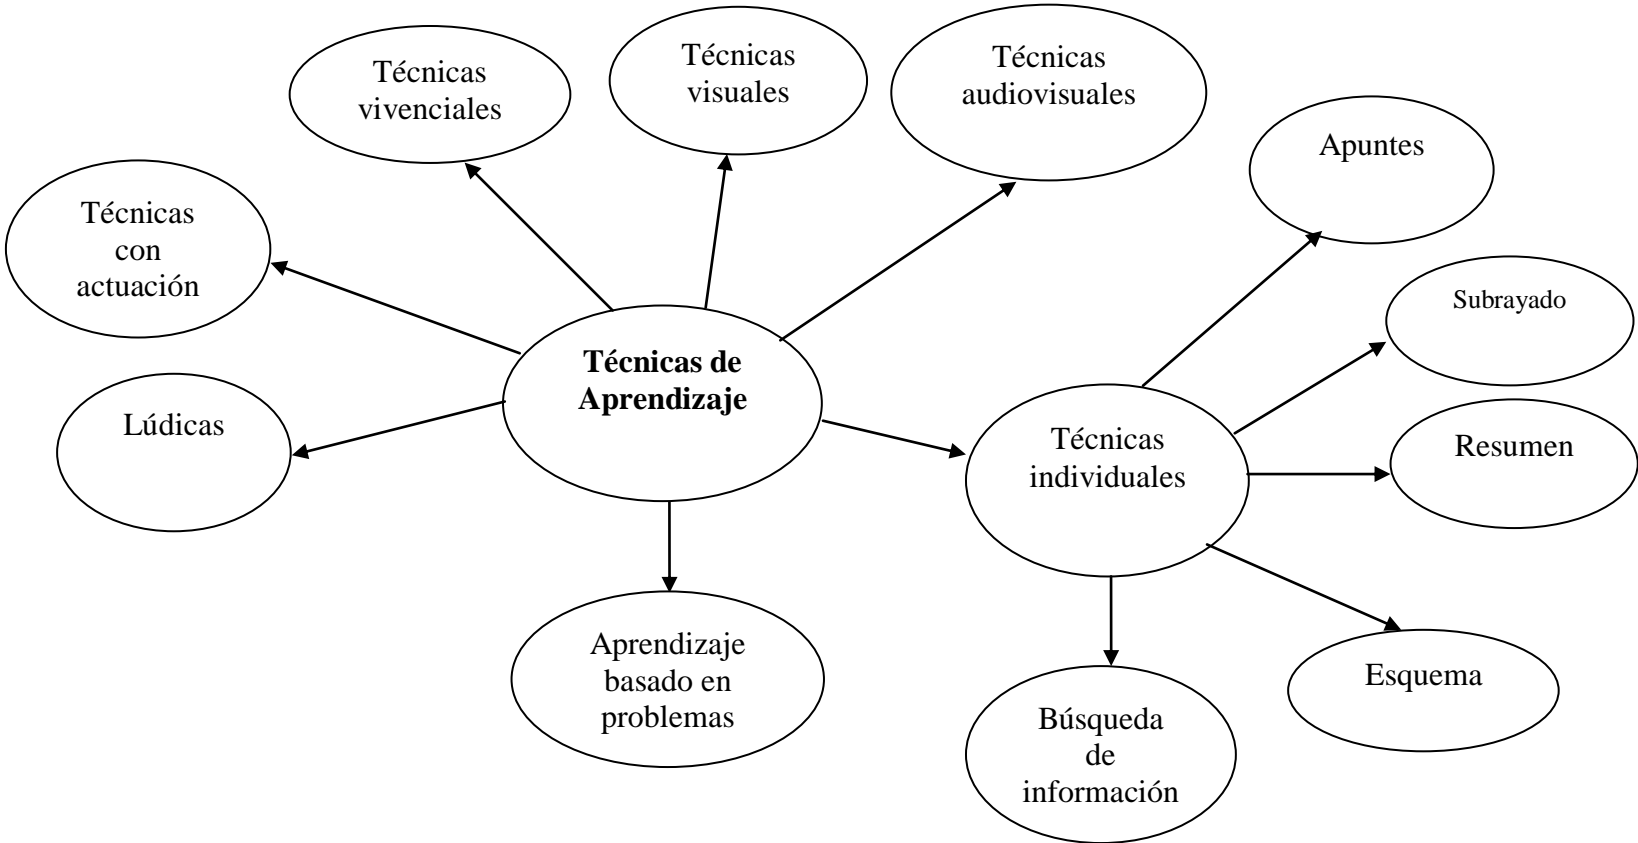 Técnicas
vivenciales
Técnicas
visuales
Técnicas
audiovisuales
Apuntes
Técnicas
con
actuación
Subrayado
Técnicas de
Aprendizaje
Lúdicas
Técnicas
individuales
Resumen
Aprendizaje
basado en
problemas
Esquema
Búsqueda
de
información